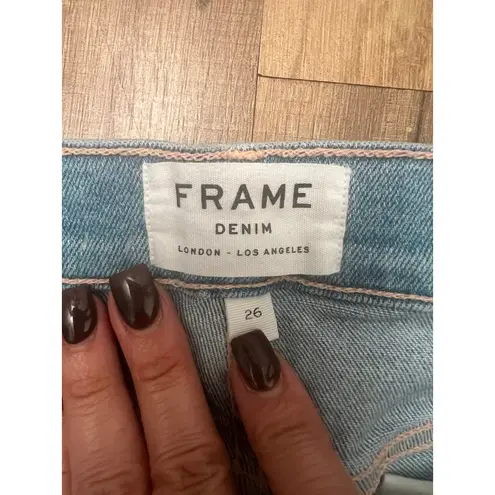 FRAME
DENIM
LONDON - LOS ANGELES
26